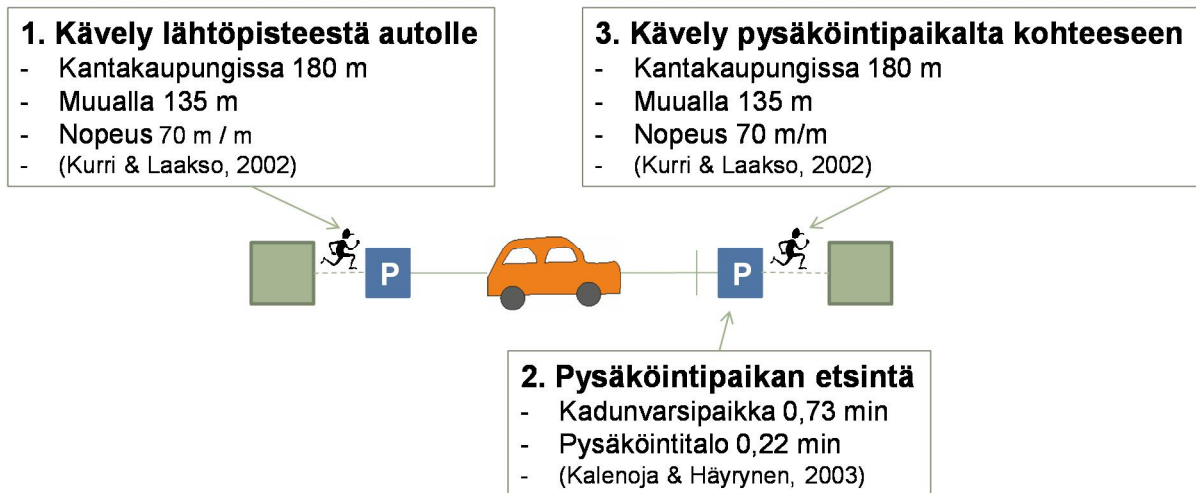 1. Kävely lähtöpisteestä autolle
- Kantakaupungissa 180 m
- Muualla 135 m
- Nopeus 70 m / m
- (Kurri & Laakso, 2002)
3. Kävely pysäköintipaikalta kohteeseen
- Kantakaupungissa 180 m
- Muualla 135 m
- Nopeus 70 m/m
- (Kurri & Laakso, 2002)
P
P
2. Pysäköintipaikan etsintä
- Kadunvarsipaikka 0,73 min
- Pysäköintitalo 0,22 min
- (Kalenoja & Häyrynen, 2003)